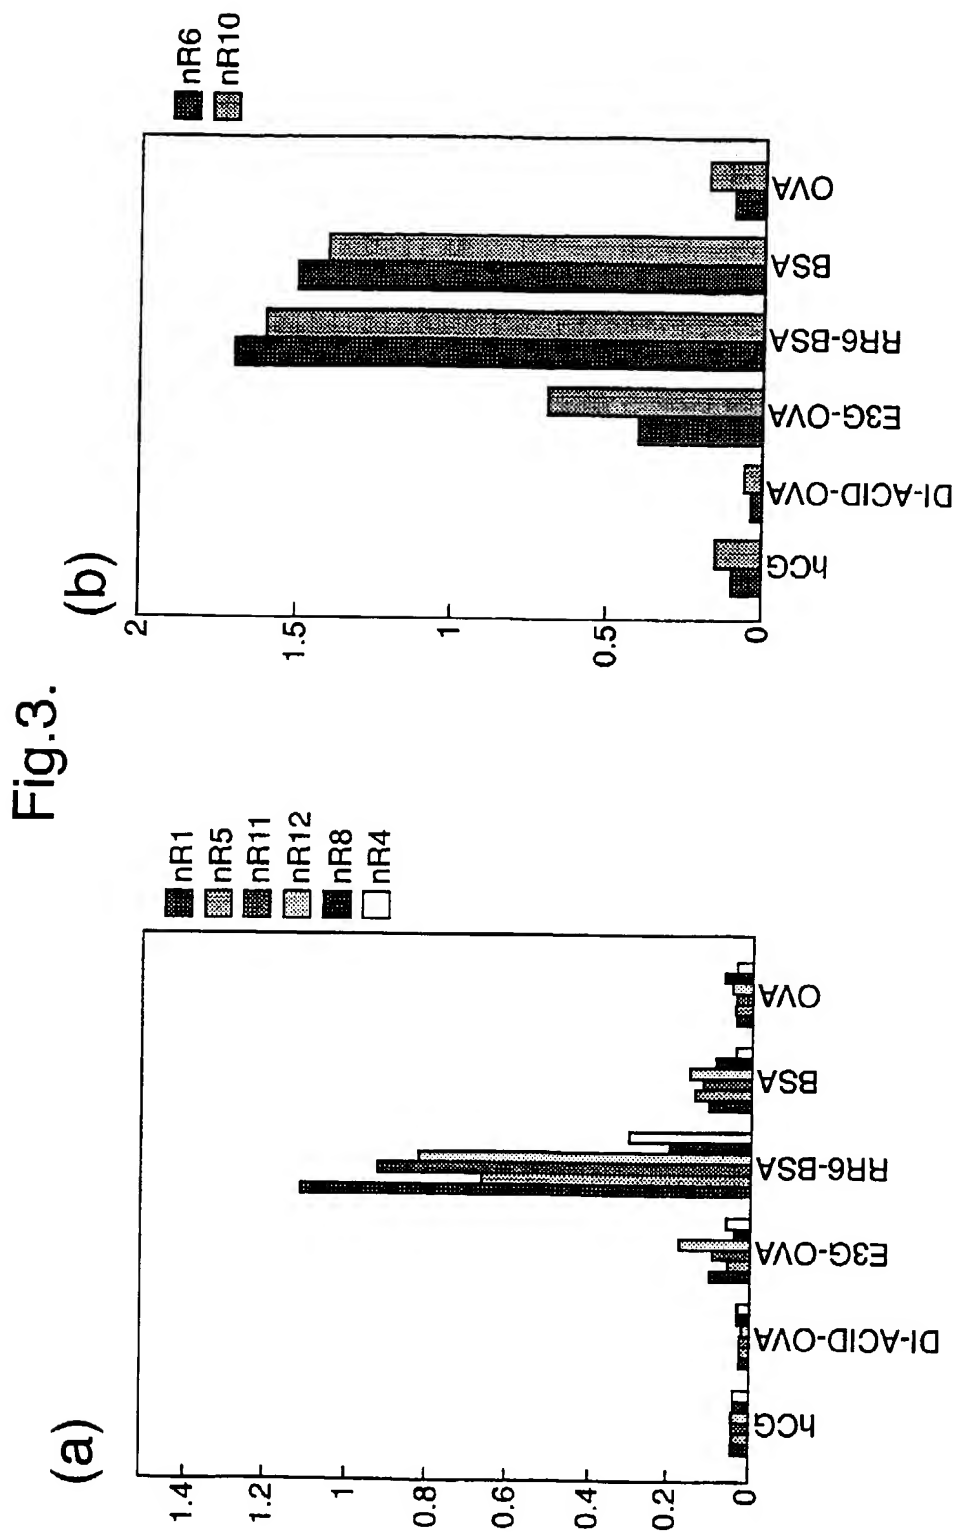 Fig.3.
(a)
1.4
1.2
1
0.8
0.6
0.4
0.2
0
hCG
DI-ACID-OVA
E3G-OVA
RR6-BSA
BSA
OVA
nR1
nR5
nR11
nR12
nR8
nR4
(b)
2
1.5
1
0.5
0
hCG
DI-ACID-OVA
E3G-OVA
RR6-BSA
BSA
OVA
nR6
nR10